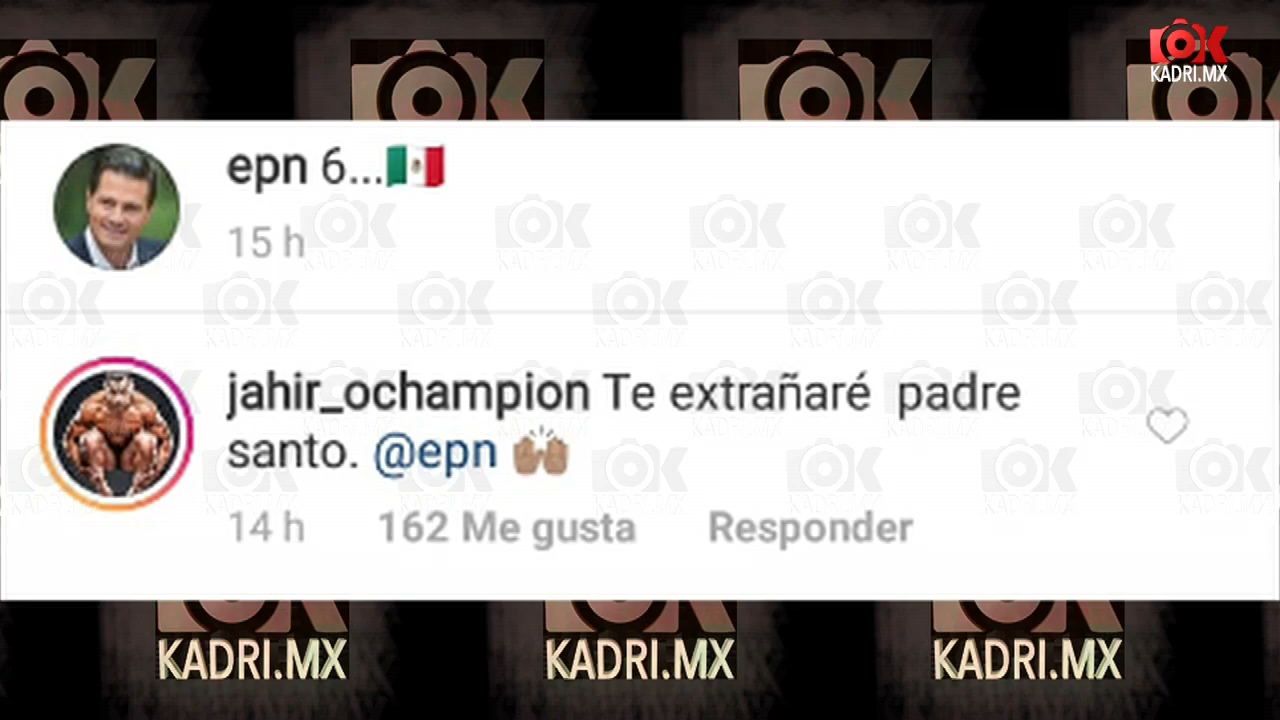 OK
KADRI.MX
epn 6...🇲🇽
15 h
jahir_ochampion Te extrañaré padre
santo. @epn 🙌🏽
14 h 162 Me gusta Responder
KADRI.MX KADRI.MX KADRI.MX